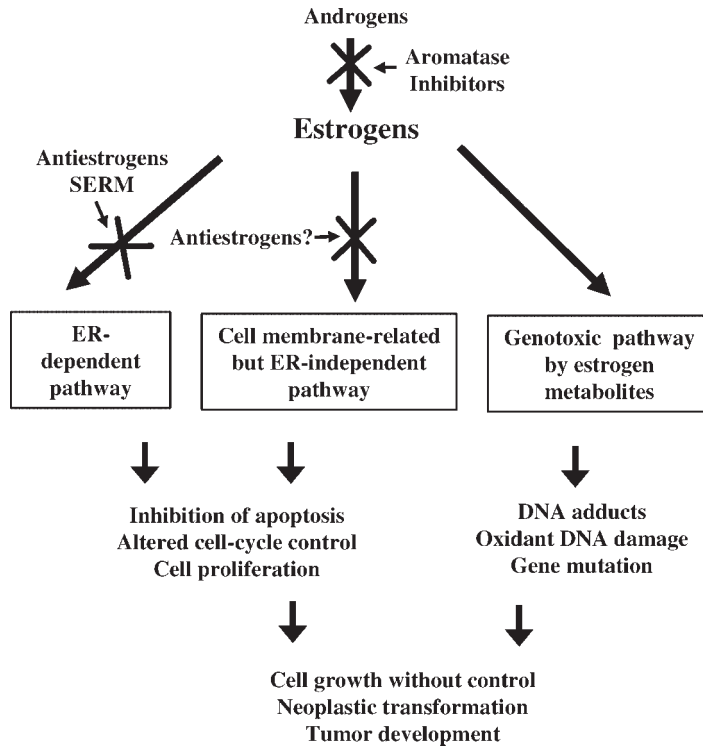 Androgens
Aromatase
Inhibitors
Estrogens
Antiestrogens
SERM
Antiestrogens?
ER-
dependent
pathway
Cell membrane-related
but ER-independent
pathway
Genotoxic pathway
by estrogen
metabolites
Inhibition of apoptosis
Altered cell-cycle control
Cell proliferation
DNA adducts
Oxidant DNA damage
Gene mutation
Cell growth without control
Neoplastic transformation
Tumor development